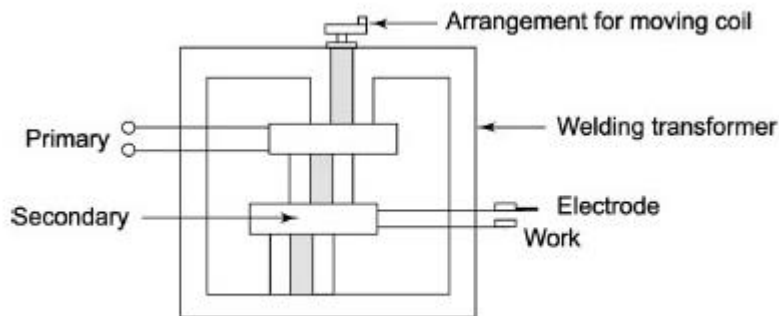 Arrangement for moving coil
Primary
Welding transformer
Secondary
Electrode
Work